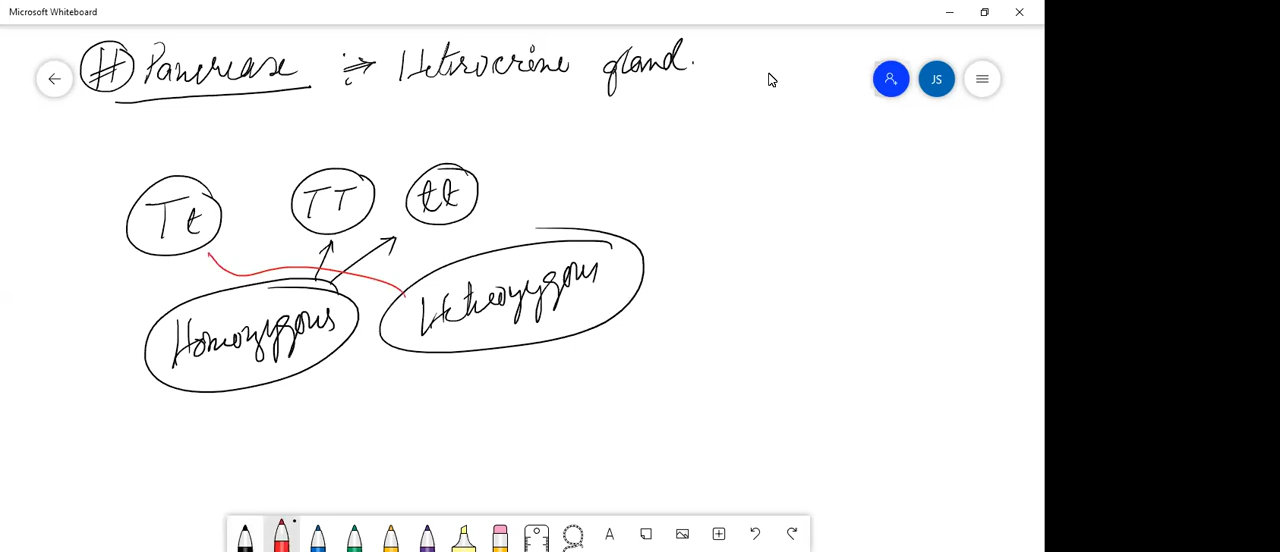 Microsoft Whiteboard
# Pancrease ⇒ Heterocrine gland.
JS
Tt TT tt
Homozygous Heterozygous
A